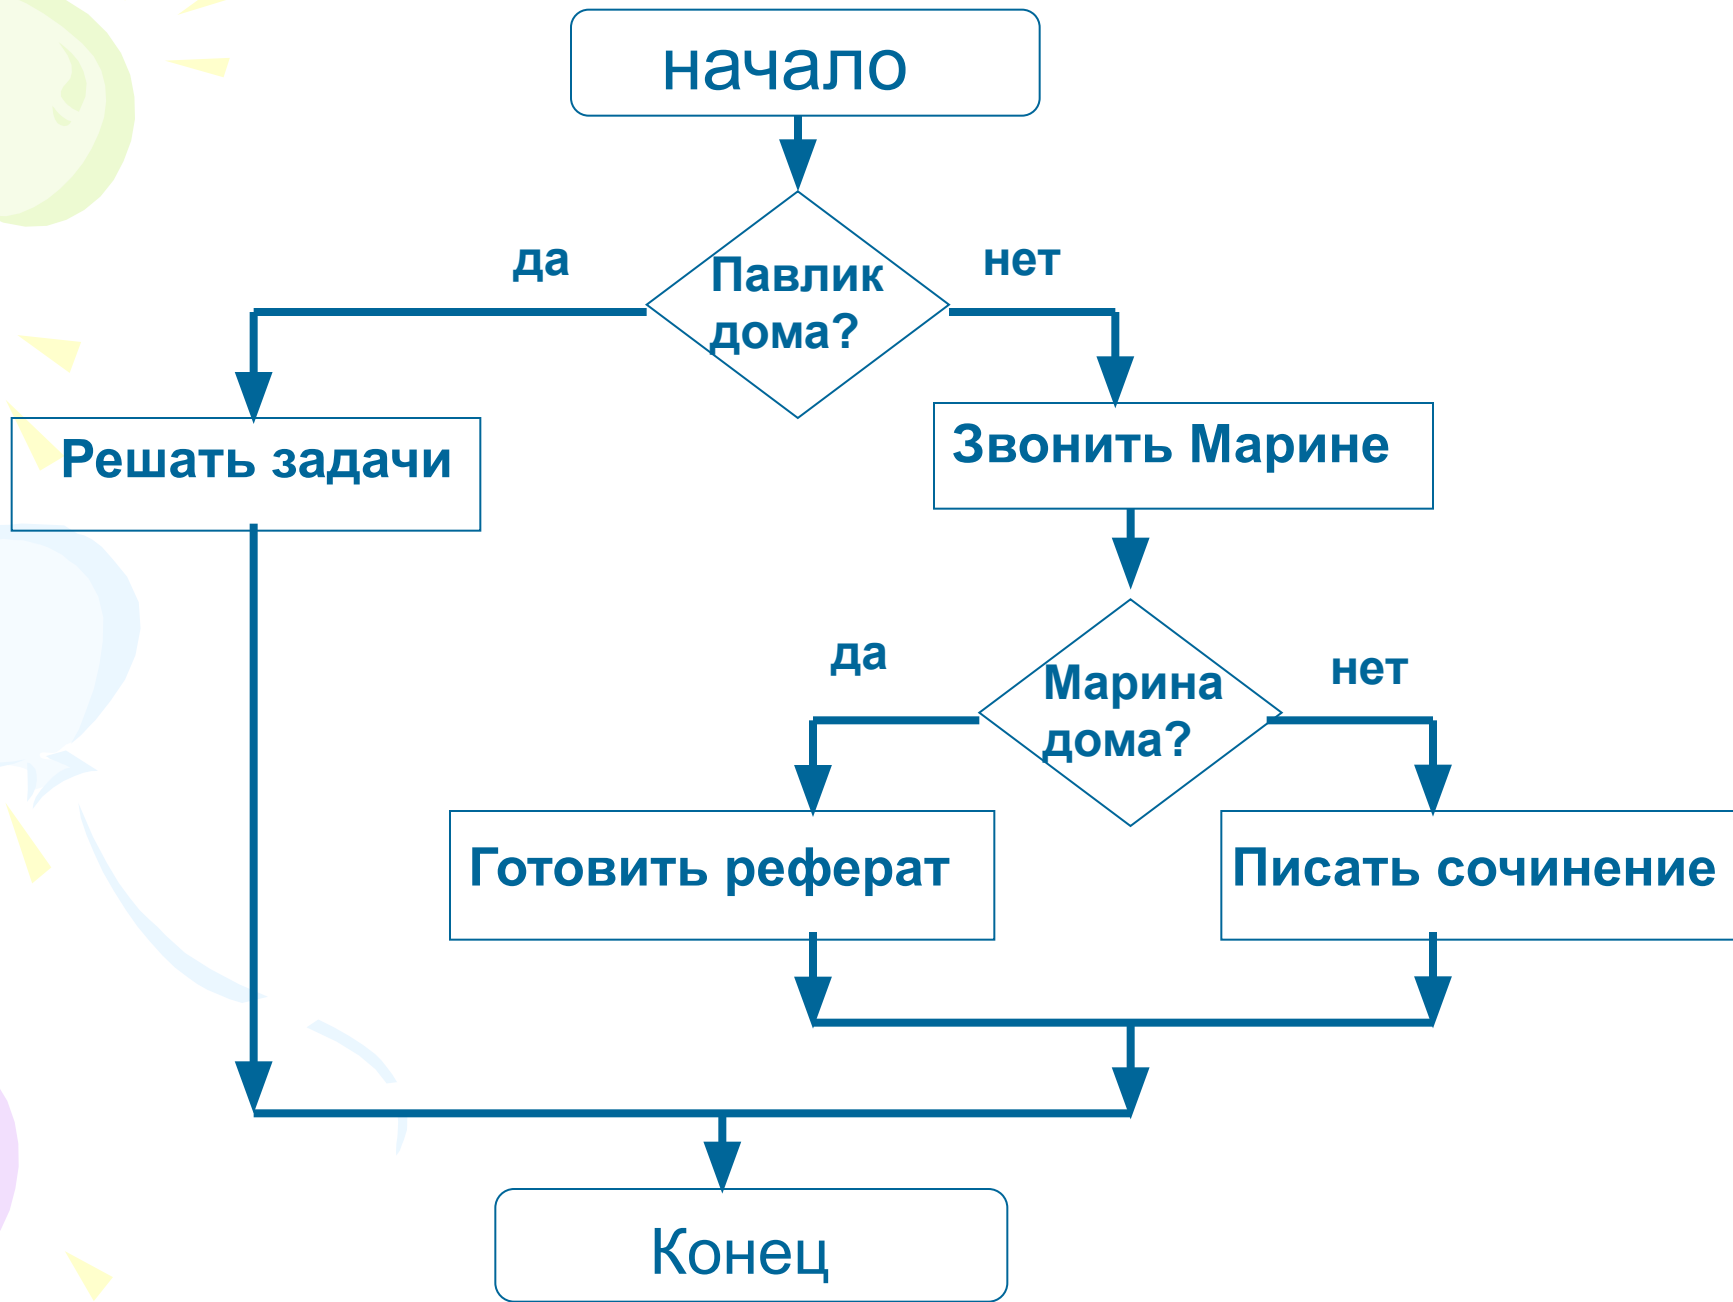 начало
да
Павлик
дома?
нет
Решать задачи
Звонить Марине
да
Марина
дома?
нет
Готовить реферат
Писать сочинение
Конец